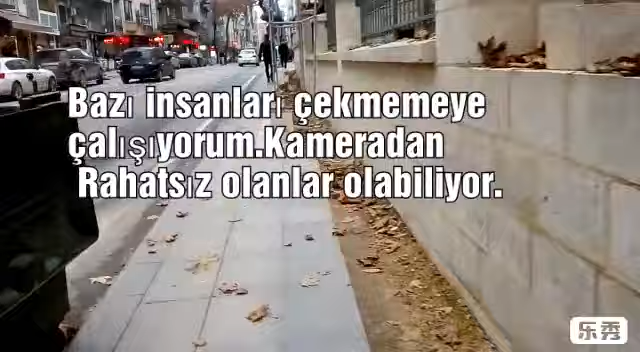 Bazı insanları çekmemeye
çalışıyorum.Kameradan
Rahatsız olanlar olabiliyor.
乐秀